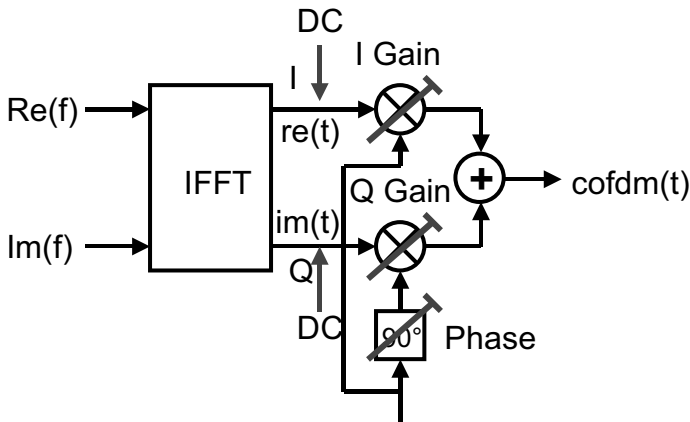 DC
I Gain
I
Re(f)
re(t)
IFFT
Q Gain
+
cofdm(t)
im(t)
Im(f)
Q
DC
90°
Phase